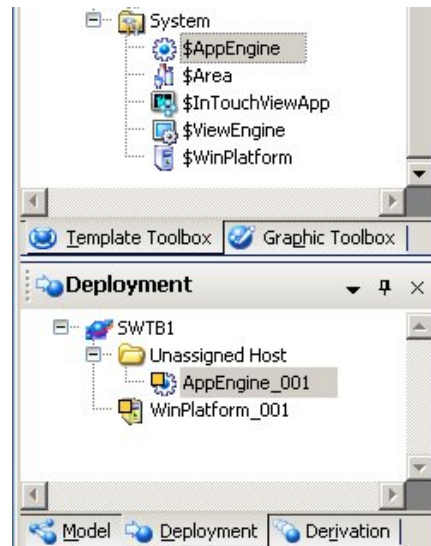 System
$AppEngine
$Area
$InTouchViewApp
$ViewEngine
$WinPlatform
Template Toolbox Graphic Toolbox
Deployment
SWTB1
Unassigned Host
AppEngine_001
WinPlatform_001
Model Deployment Derivation